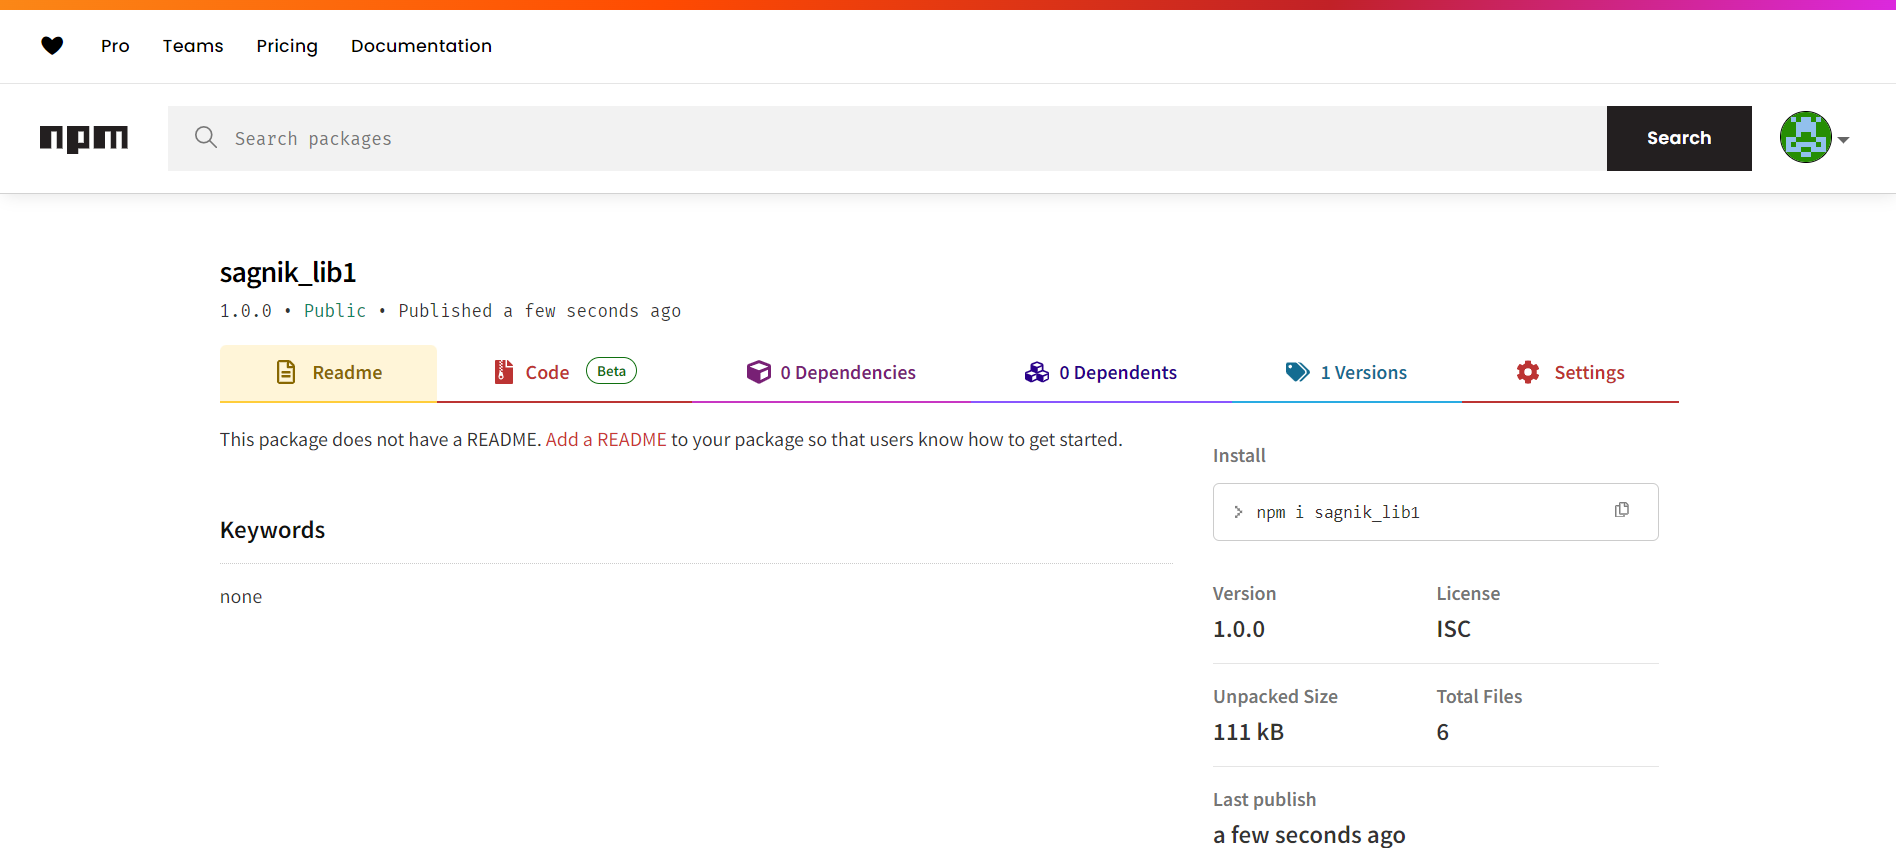 Pro Teams Pricing Documentation
npm Search packages Search
sagnik_lib1
1.0.0 • Public • Published a few seconds ago
Readme Code Beta 0 Dependencies 0 Dependents 1 Versions Settings
This package does not have a README. Add a README to your package so that users know how to get started.
Keywords
none
Install
> npm i sagnik_lib1
Version License
1.0.0 ISC
Unpacked Size Total Files
111 kB 6
Last publish
a few seconds ago